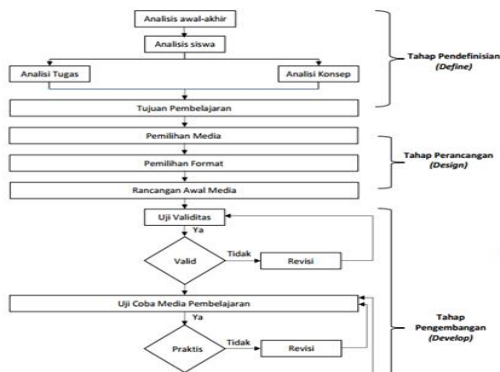 Analisis awal-akhir
Analisis siswa
Analisi Tugas
Analisi Konsep
Tujuan Pembelajaran
Tahap Pendefinisian
(Define)
Pemilihan Media
Pemilihan Format
Rancangan Awal Media
Tahap Perancangan
(Design)
Uji Validitas
Ya
Valid
Tidak
Revisi
Uji Coba Media Pembelajaran
Ya
Praktis
Tidak
Revisi
Tahap
Pengembangan
(Develop)